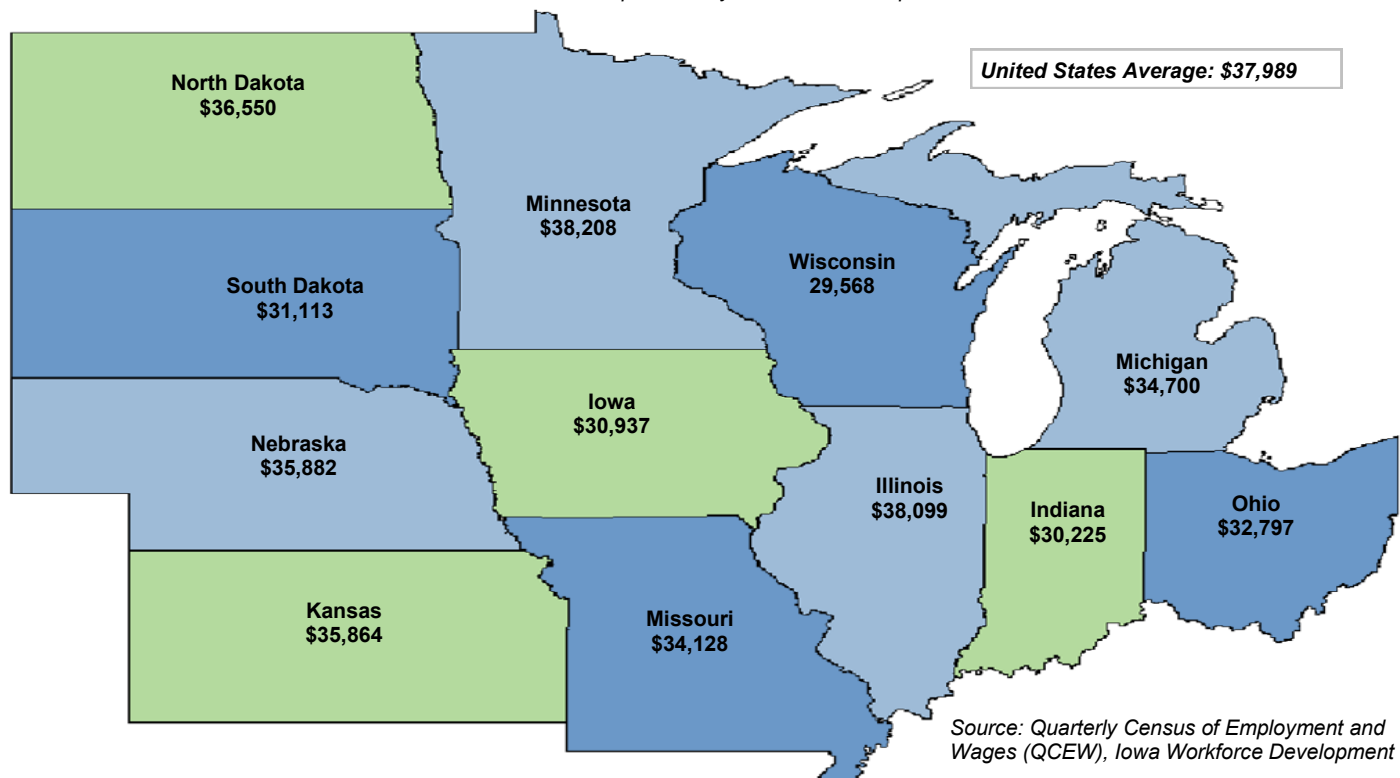 United States Average: $37,989
North Dakota
$36,550
Minnesota
$38,208
Wisconsin
29,568
South Dakota
$31,113
Michigan
$34,700
Iowa
$30,937
Nebraska
$35,882
Illinois
$38,099
Indiana
$30,225
Ohio
$32,797
Kansas
$35,864
Missouri
$34,128
Source: Quarterly Census of Employment and
Wages (QCEW), Iowa Workforce Development